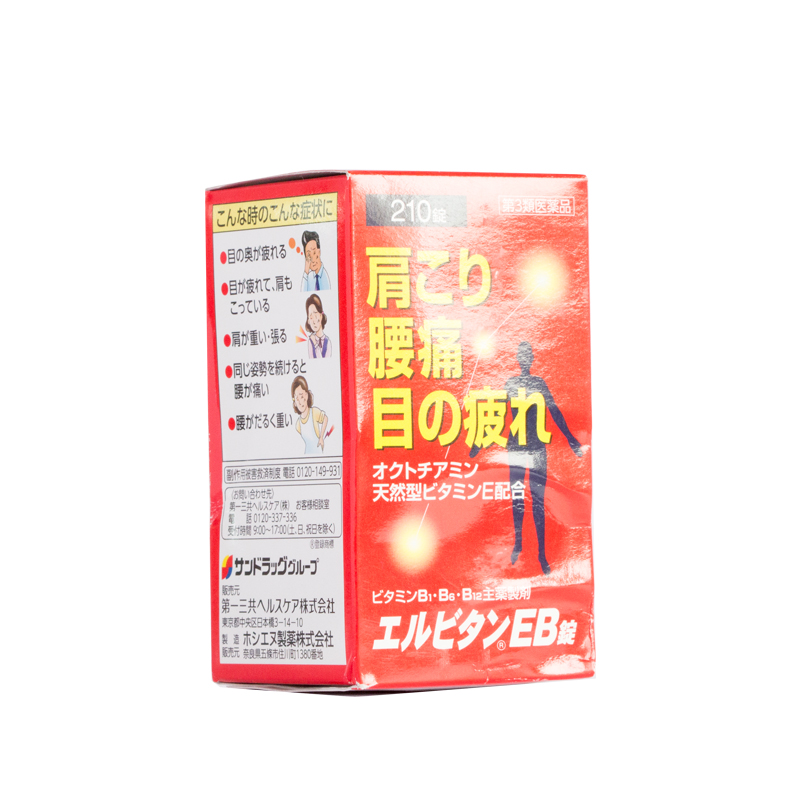 こんな時のこんな症状に
●目の奥が疲れる
●目が疲れて、肩も
こっている
●肩が重い・張る
●同じ姿勢を続けると
腰が痛い
●腰がだるく重い
副作用被害救済制度 電話 0120-149-931
〈お問い合わせ先〉
第一三共ヘルスケア(株) お客様相談室
電 話 0120-337-336
受付時間 9:00〜17:00(土、日、祝日を除く)
®登録商標
サンドラッググループ
販売元
第一三共ヘルスケア株式会社
東京都中央区日本橋3-14-10
製造 ホシエヌ製薬株式会社
販売元 奈良県五條市住川町1380番地
210錠
第3類医薬品
肩こり
腰痛
目の疲れ
オクトチアミン
天然型ビタミンE配合
ビタミンB1・B6・B12主薬製剤
エルビタン®EB錠